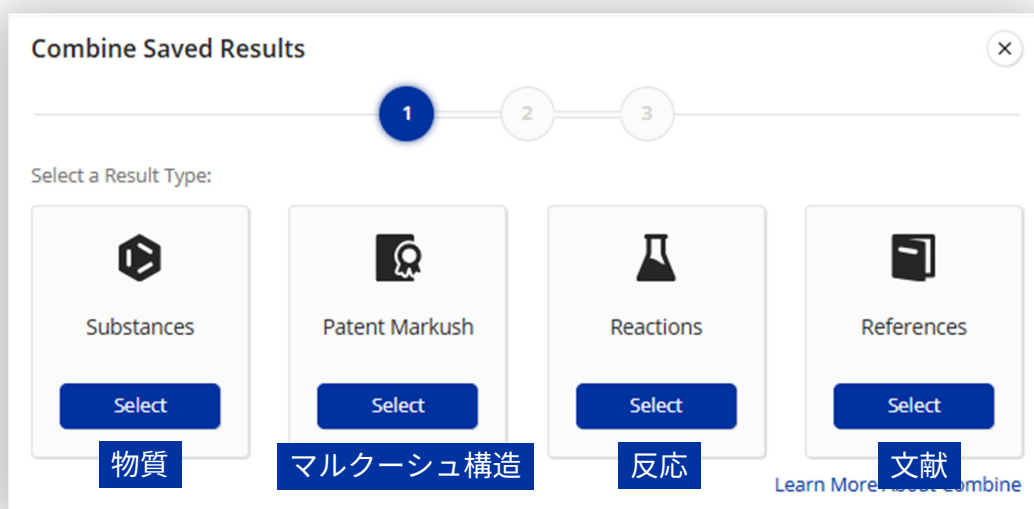 Combine Saved Results
1
2
3
Select a Result Type:
Substances
Patent Markush
Reactions
References
Select
Select
Select
Select
物質
マルクーシュ構造
反応
文献
Learn More About Combine